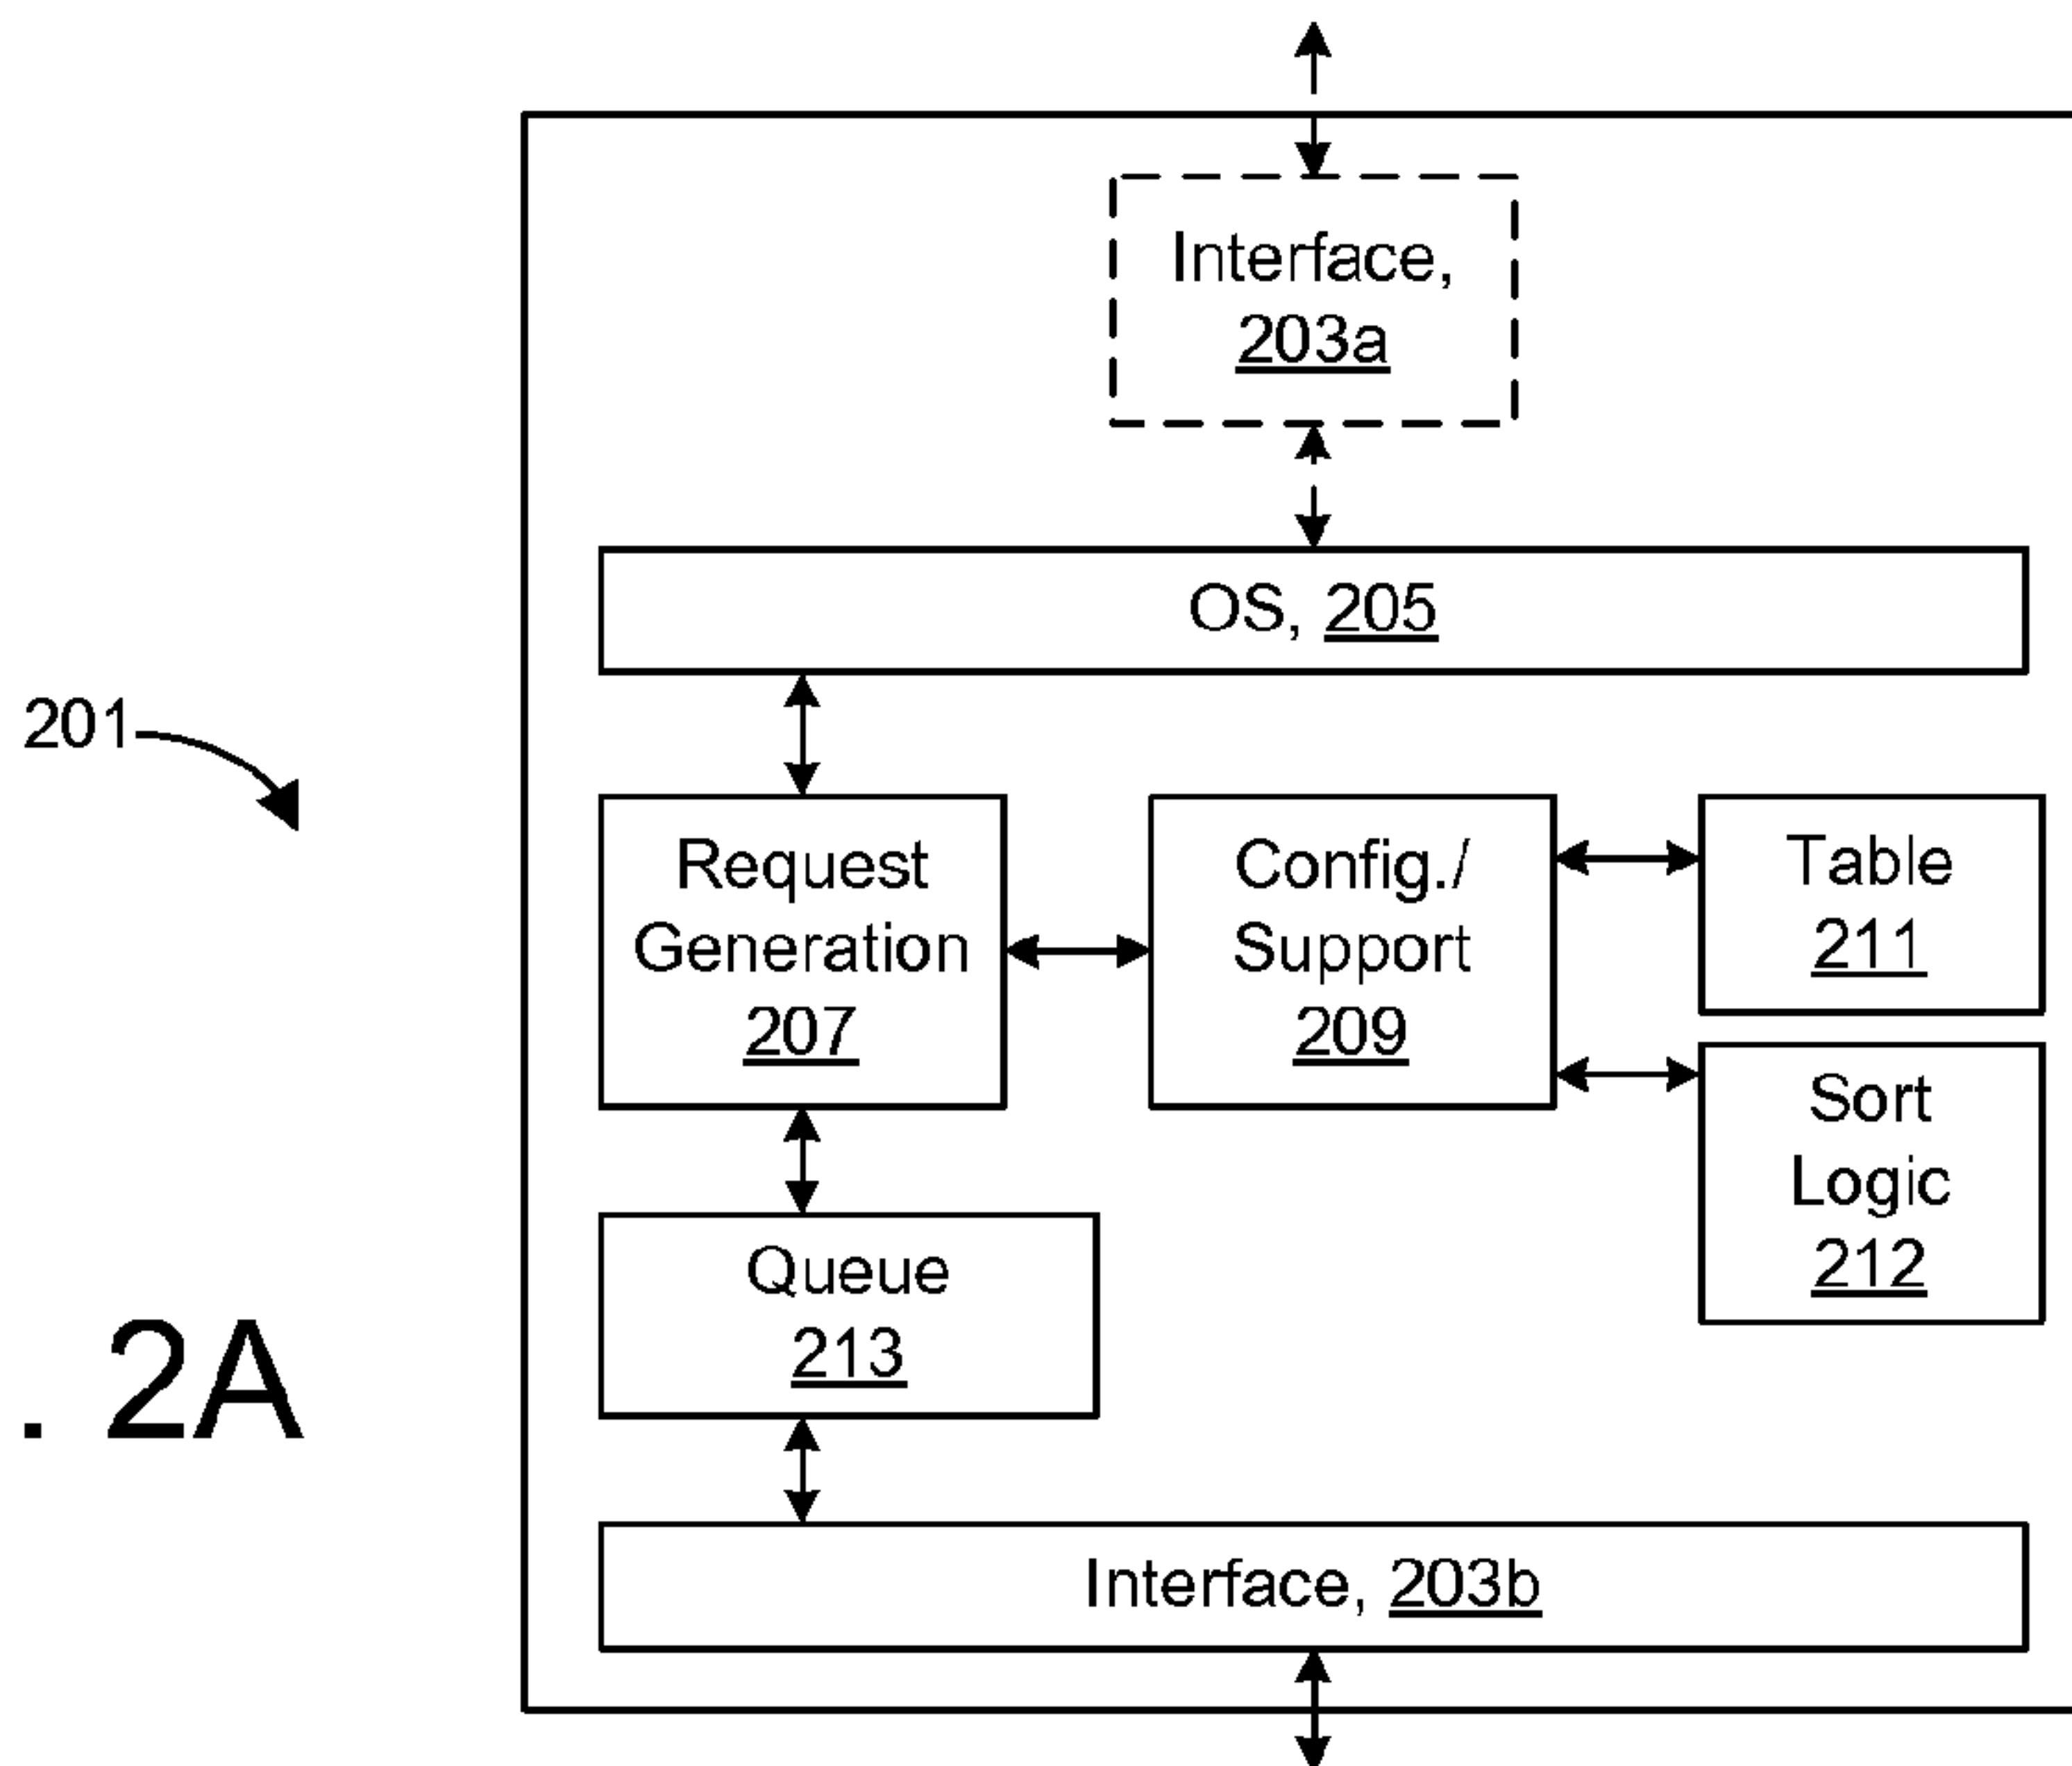 Interface,
203a
OS, 205
201
Request
Generation
207
Config./
Support
209
Table
211
Sort
Logic
212
Queue
213
. 2A
Interface, 203b